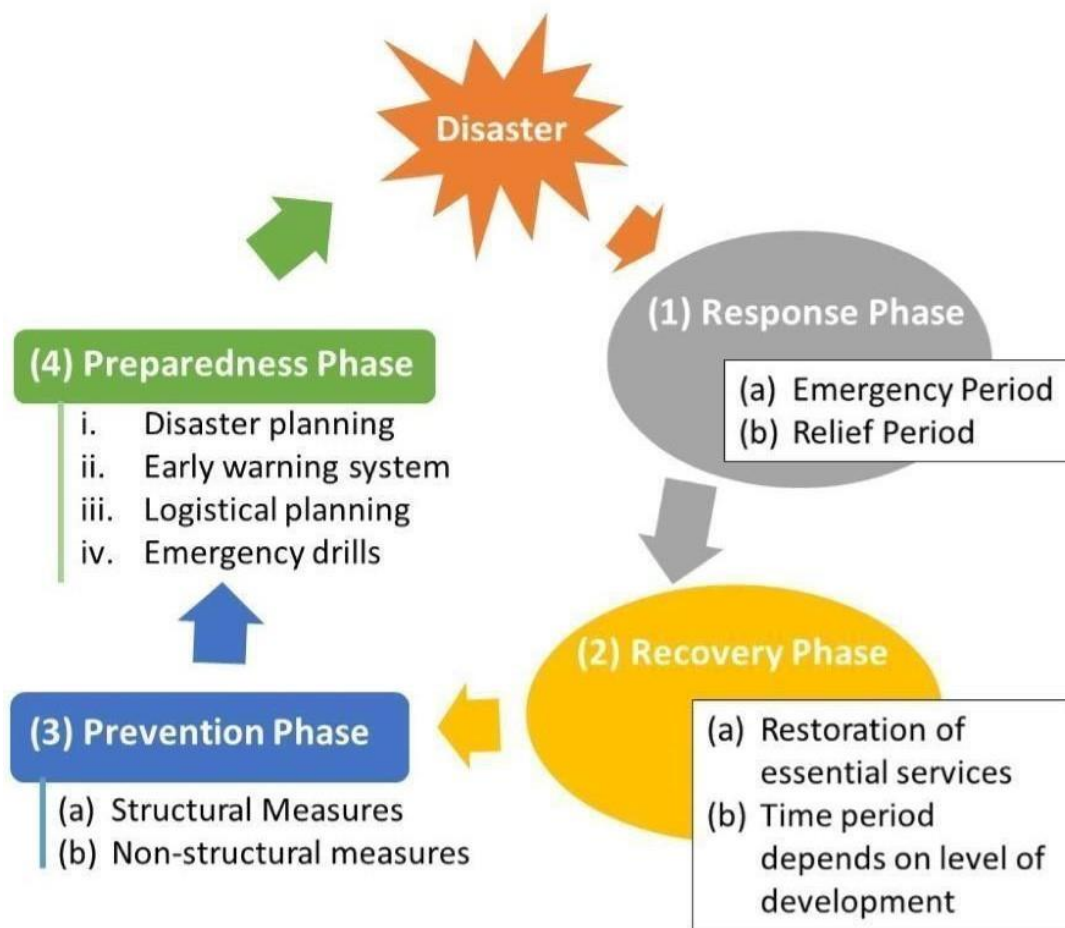 Disaster
(1) Response Phase
(a) Emergency Period
(b) Relief Period
(2) Recovery Phase
(a) Restoration of
essential services
(b) Time period
depends on level of
development
(3) Prevention Phase
(a) Structural Measures
(b) Non-structural measures
(4) Preparedness Phase
i. Disaster planning
ii. Early warning system
iii. Logistical planning
iv. Emergency drills